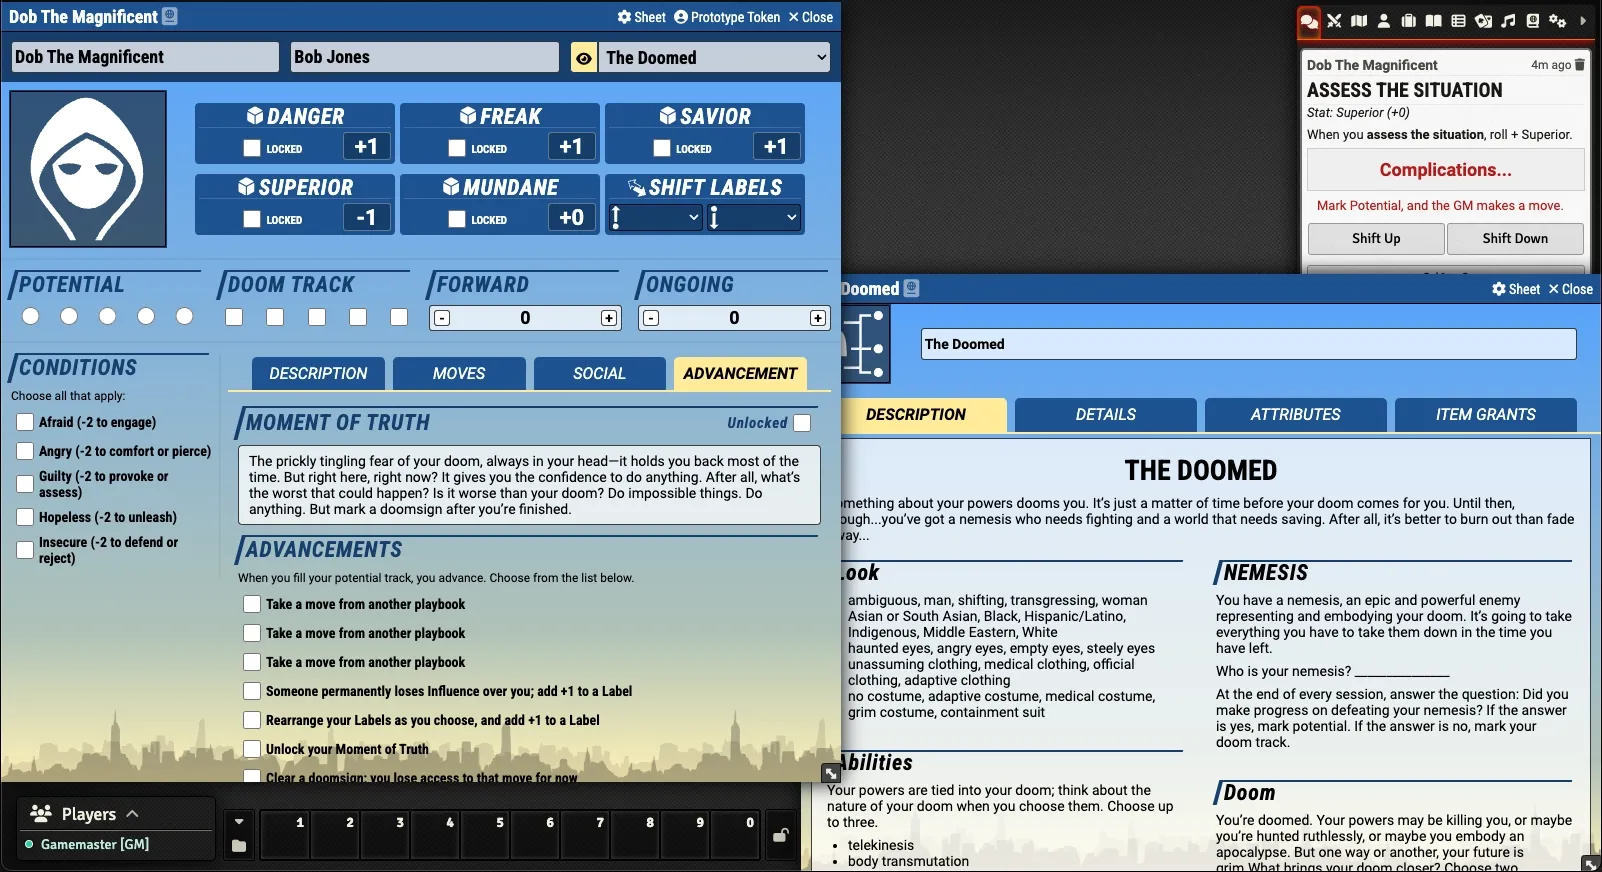 Dob The Magnificent
Sheet Prototype Token Close
Dob The Magnificent
Bob Jones
The Doomed
DANGER
LOCKED
+1
FREAK
LOCKED
+1
SAVIOR
LOCKED
+1
SUPERIOR
LOCKED
-1
MUNDANE
LOCKED
+0
SHIFT LABELS
POTENTIAL
DOOM TRACK
FORWARD
- 0 +
ONGOING
- 0 +
CONDITIONS
Choose all that apply:
Afraid (-2 to engage)
Angry (-2 to comfort or pierce)
Guilty (-2 to provoke or
assess)
Hopeless (-2 to unleash)
Insecure (-2 to defend or
reject)
DESCRIPTION
MOVES
SOCIAL
ADVANCEMENT
MOMENT OF TRUTH
Unlocked
The prickly tingling fear of your doom, always in your head—it holds you back most of the
time. But right here, right now? It gives you the confidence to do anything. After all, what's
the worst that could happen? Is it worse than your doom? Do impossible things. Do
anything. But mark a doomsign after you're finished.
ADVANCEMENTS
When you fill your potential track, you advance. Choose from the list below.
Take a move from another playbook
Take a move from another playbook
Take a move from another playbook
Someone permanently loses Influence over you; add +1 to a Label
Rearrange your Labels as you choose, and add +1 to a Label
Unlock your Moment of Truth
Clear a doomsign; you lose access to that move for now
Players
Gamemaster [GM]
1 2 3 4 5 6 7 8 9 0
Dob The Magnificent
4m ago
ASSESS THE SITUATION
Stat: Superior (+0)
When you assess the situation, roll + Superior.
Complications...
Mark Potential, and the GM makes a move.
Shift Up
Shift Down
Doomed
Sheet Close
The Doomed
DESCRIPTION
DETAILS
ATTRIBUTES
ITEM GRANTS
THE DOOMED
omething about your powers dooms you. It's just a matter of time before your doom comes for you. Until then,
ough...you've got a nemesis who needs fighting and a world that needs saving. After all, it's better to burn out than fade
way...
Look
ambiguous, man, shifting, transgressing, woman
Asian or South Asian, Black, Hispanic/Latino,
Indigenous, Middle Eastern, White
haunted eyes, angry eyes, empty eyes, steely eyes
unassuming clothing, medical clothing, official
clothing, adaptive clothing
no costume, adaptive costume, medical costume,
grim costume, containment suit
Abilities
Your powers are tied into your doom; think about the
nature of your doom when you choose them. Choose up
to three.
telekinesis
body transmutation
NEMESIS
You have a nemesis, an epic and powerful enemy
representing and embodying your doom. It's going to take
everything you have to take them down in the time you
have left.
Who is your nemesis? _____________
At the end of every session, answer the question: Did you
make progress on defeating your nemesis? If the answer
is yes, mark potential. If the answer is no, mark your
doom track.
Doom
You're doomed. Your powers may be killing you, or maybe
you're hunted ruthlessly, or maybe you embody an
apocalypse. But one way or another, your future is
grim What brings your doom closer? Choose two